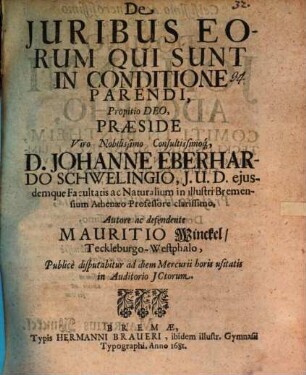 De
32.
JURIBUS EO-
RUM QUI SUNT
IN CONDITIONE
94.
PARENDI,
Propitio DEO,
PRÆSIDE
Viro Nobilissimo Consultissimoq́,
D. JOHANNE EBERHAR-
DO SCHWELINGIO, J.U.D. ejus-
demque Facultatis ac Naturalium in illustri Bremen-
sium Athenæo Professore clarissimo,
Autore ac defendente
MAURITIO Winckel/
Teckleburgo-Westphalo,
Publicè disputabitur ad diem Mercurii horis usitatis
in Auditorio JCtorum.
BREMÆ,
Typis HERMANNI BRAUERI, ibidem illustr. Gymnasii
Typographi, Anno